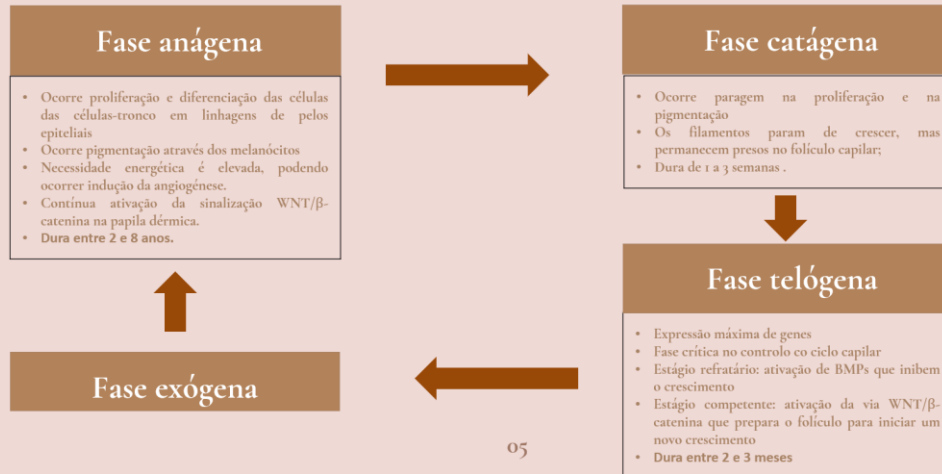 Fase anágena
• Ocorre proliferação e diferenciação das células
das células-tronco em linhagens de pelos
epiteliais
• Ocorre pigmentação através dos melanócitos
• Necessidade energética é elevada, podendo
ocorrer indução da angiogénese.
• Contínua ativação da sinalização WNT/β-
catenina na papila dérmica.
• Dura entre 2 e 8 anos.
Fase catágena
• Ocorre paragem na proliferação e na
pigmentação
• Os filamentos param de crescer, mas
permanecem presos no folículo capilar;
• Dura de 1 a 3 semanas .
Fase telógena
• Expressão máxima de genes
• Fase crítica no controlo co ciclo capilar
• Estágio refratário: ativação de BMPs que inibem
o crescimento
• Estágio competente: ativação da via WNT/β-
catenina que prepara o folículo para iniciar um
novo crescimento
• Dura entre 2 e 3 meses
Fase exógena
05